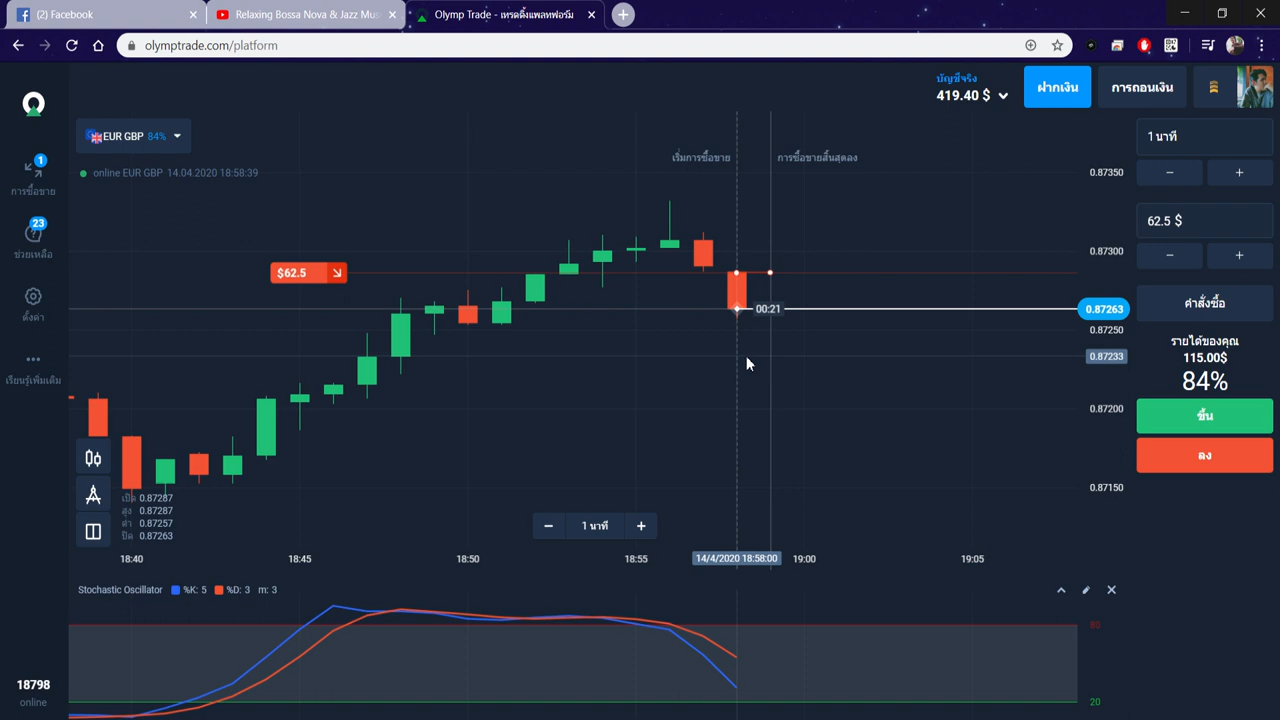 (2) Facebook
Relaxing Bossa Nova & Jazz Mus
Olymp Trade - เทรดดิ้งแพลทฟอร์ม
olymptrade.com/platform
บัญชีจริง
419.40 $
ฝากเงิน
การถอนเงิน
EUR GBP 84%
online EUR GBP 14.04.2020 18:58:39
เริ่มการซื้อขาย
การซื้อขายสิ้นสุดลง
1
การซื้อขาย
23
ช่วยเหลือ
ตั้งค่า
เรียนรู้เพิ่มเติม
18798
online
$62.5
00:21
0.87350
0.87300
0.87263
0.87250
0.87233
0.87200
0.87150
1 นาที
− +
62.5 $
− +
คำสั่งซื้อ
รายได้ของคุณ
115.00$
84%
ขึ้น
ลง
เปิด 0.87287
สูง 0.87287
ต่ำ 0.87257
ปิด 0.87263
− 1 นาที +
18:40
18:45
18:50
18:55
14/4/2020 18:58:00
19:00
19:05
Stochastic Oscillator %K: 5 %D: 3 m: 3
80
20